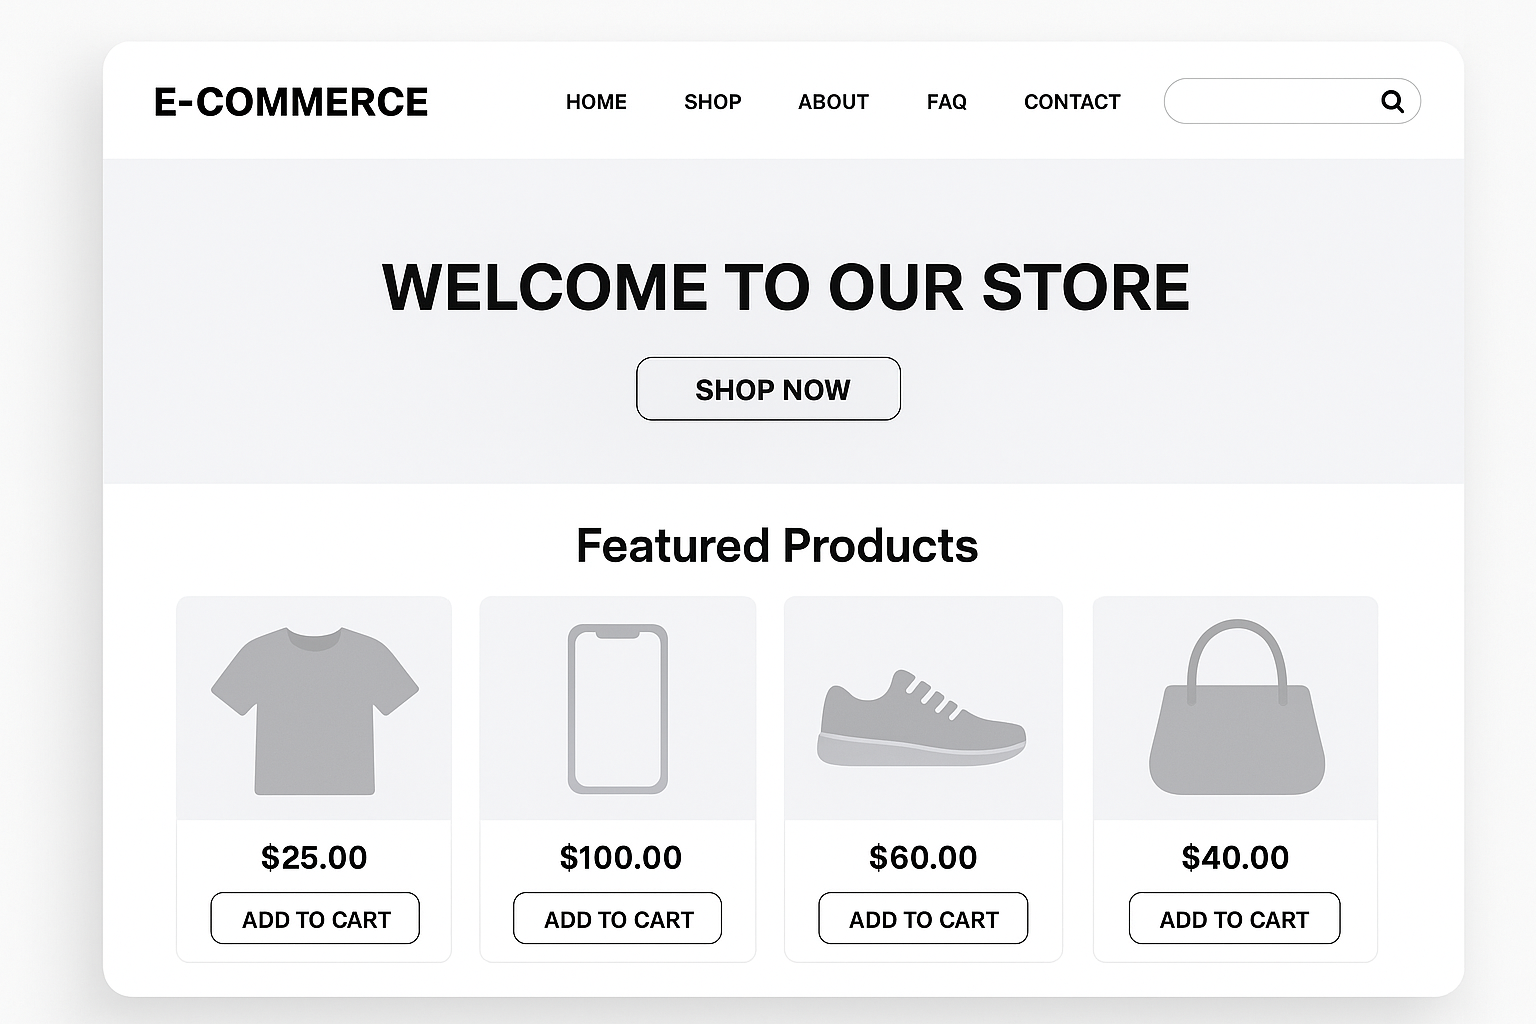 E-COMMERCE
HOME SHOP ABOUT FAQ CONTACT
WELCOME TO OUR STORE
SHOP NOW
Featured Products
$25.00
ADD TO CART
$100.00
ADD TO CART
$60.00
ADD TO CART
$40.00
ADD TO CART